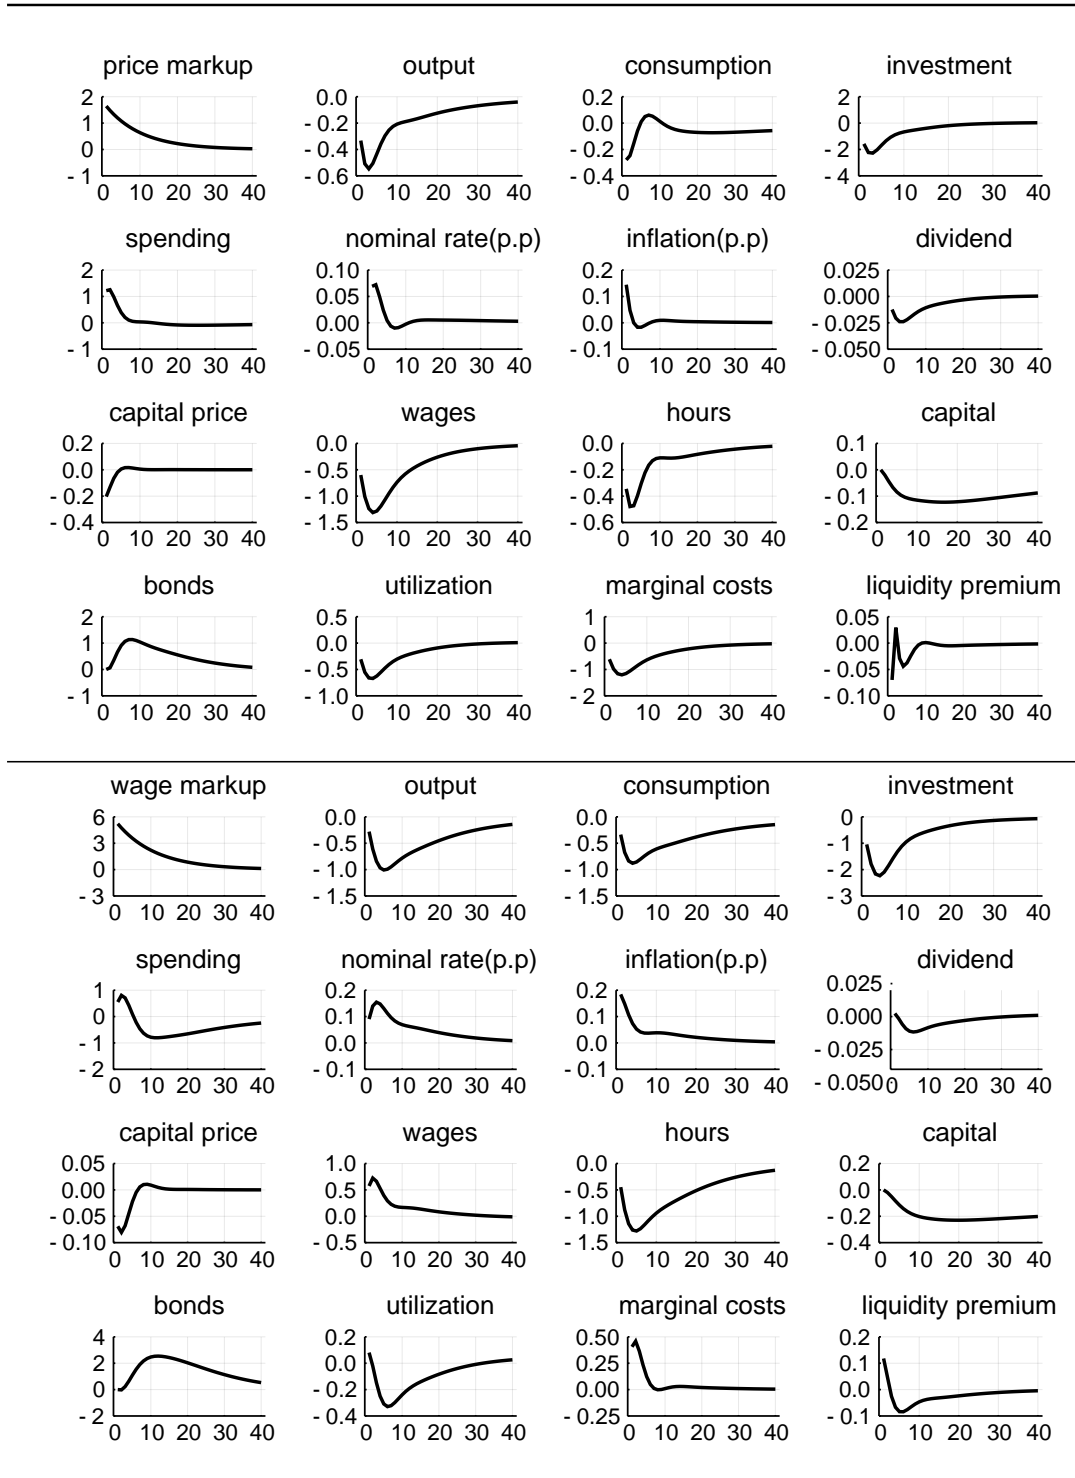 price markup output consumption investment
2 0.0 0.2 2
1 - 0.2 0.0 0
0 - 0.4 - 0.2 - 2
- 1 - 0.6 - 0.4 - 4
0 10 20 30 40 0 10 20 30 40 0 10 20 30 40 0 10 20 30 40
spending nominal rate(p.p) inflation(p.p) dividend
2 0.10 0.2 0.025
1 0.05 0.1 0.000
0 0.00 0.0 - 0.025
- 1 - 0.05 - 0.1 - 0.050
0 10 20 30 40 0 10 20 30 40 0 10 20 30 40 0 10 20 30 40
capital price wages hours capital
0.2 0.0 0.0 0.1
0.0 - 0.5 - 0.2 0.0
- 0.2 - 1.0 - 0.4 - 0.1
- 0.4 - 1.5 - 0.6 - 0.2
0 10 20 30 40 0 10 20 30 40 0 10 20 30 40 0 10 20 30 40
bonds utilization marginal costs liquidity premium
2 0.5 1 0.05
1 0.0 0 0.00
0 - 0.5 - 1 - 0.05
- 1 - 1.0 - 2 - 0.10
0 10 20 30 40 0 10 20 30 40 0 10 20 30 40 0 10 20 30 40
wage markup output consumption investment
6 0.0 0.0 0
3 - 0.5 - 0.5 - 1
0 - 1.0 - 1.0 - 2
- 3 - 1.5 - 1.5 - 3
0 10 20 30 40 0 10 20 30 40 0 10 20 30 40 0 10 20 30 40
spending nominal rate(p.p) inflation(p.p) dividend
1 0.2 0.2 0.025
0 0.1 0.1 0.000
- 1 0.0 0.0 - 0.025
- 2 - 0.1 - 0.1 - 0.050
0 10 20 30 40 0 10 20 30 40 0 10 20 30 40 0 10 20 30 40
capital price wages hours capital
0.05 1.0 0.0 0.2
0.00 0.5 - 0.5 0.0
- 0.05 0.0 - 1.0 - 0.2
- 0.10 - 0.5 - 1.5 - 0.4
0 10 20 30 40 0 10 20 30 40 0 10 20 30 40 0 10 20 30 40
bonds utilization marginal costs liquidity premium
4 0.2 0.50 0.2
2 0.0 0.25 0.1
0 - 0.2 0.00 0.0
- 2 - 0.4 - 0.25 - 0.1
0 10 20 30 40 0 10 20 30 40 0 10 20 30 40 0 10 20 30 40